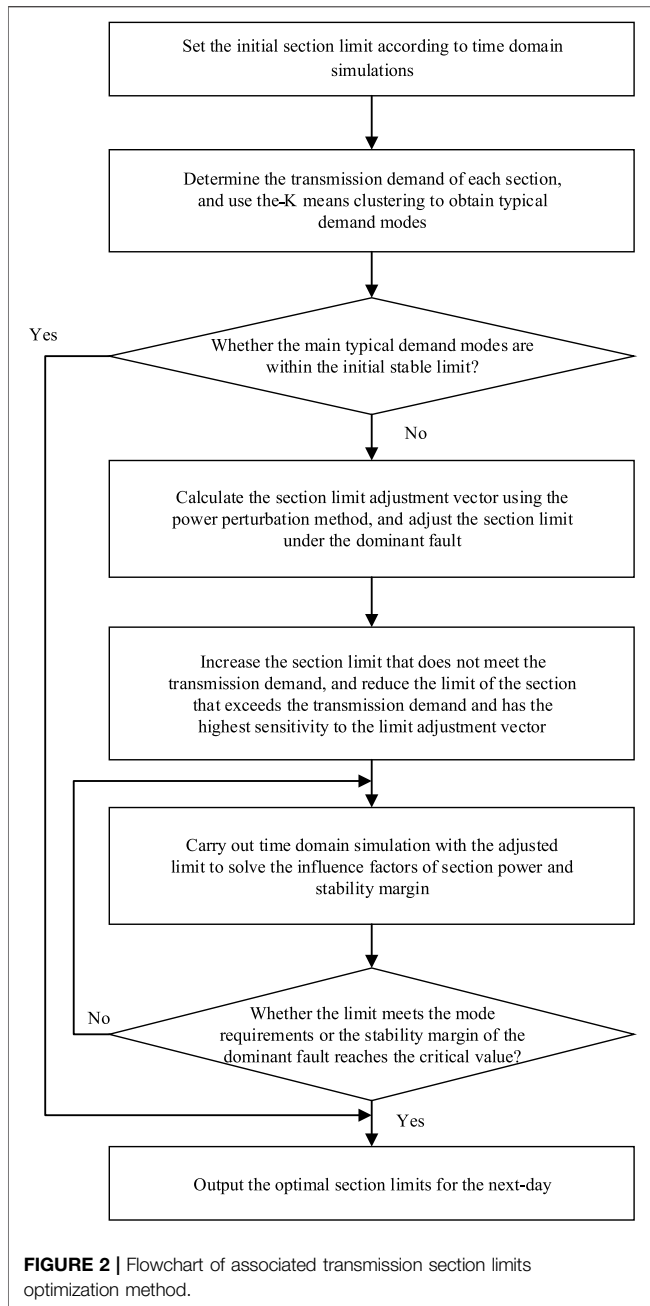 Set the initial section limit according to time domain
simulations
Determine the transmission demand of each section,
and use the-K means clustering to obtain typical
demand modes
Yes
Whether the main typical demand modes are
within the initial stable limit?
No
Calculate the section limit adjustment vector using the
power perturbation method, and adjust the section limit
under the dominant fault
Increase the section limit that does not meet the
transmission demand, and reduce the limit of the section
that exceeds the transmission demand and has the
highest sensitivity to the limit adjustment vector
Carry out time domain simulation with the adjusted
limit to solve the influence factors of section power and
stability margin
No
Whether the limit meets the mode
requirements or the stability margin of the
dominant fault reaches the critical value?
Yes
Output the optimal section limits for the next-day
FIGURE 2 | Flowchart of associated transmission section limits
optimization method.